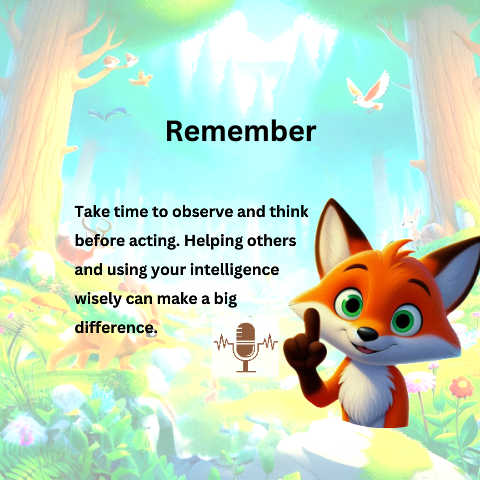 Remember
Take time to observe and think
before acting. Helping others
and using your intelligence
wisely can make a big
difference.